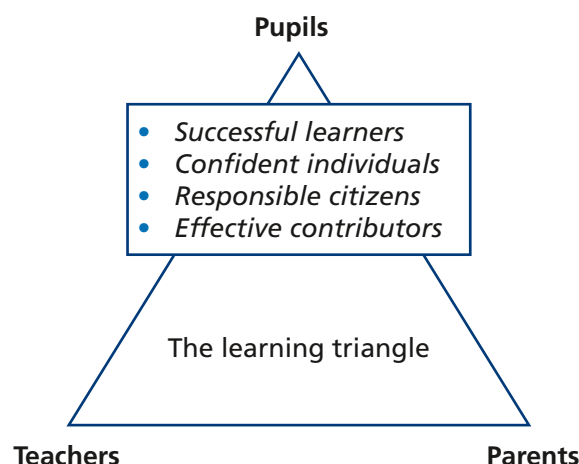 Pupils
• Successful learners
• Confident individuals
• Responsible citizens
• Effective contributors
The learning triangle
Teachers
Parents